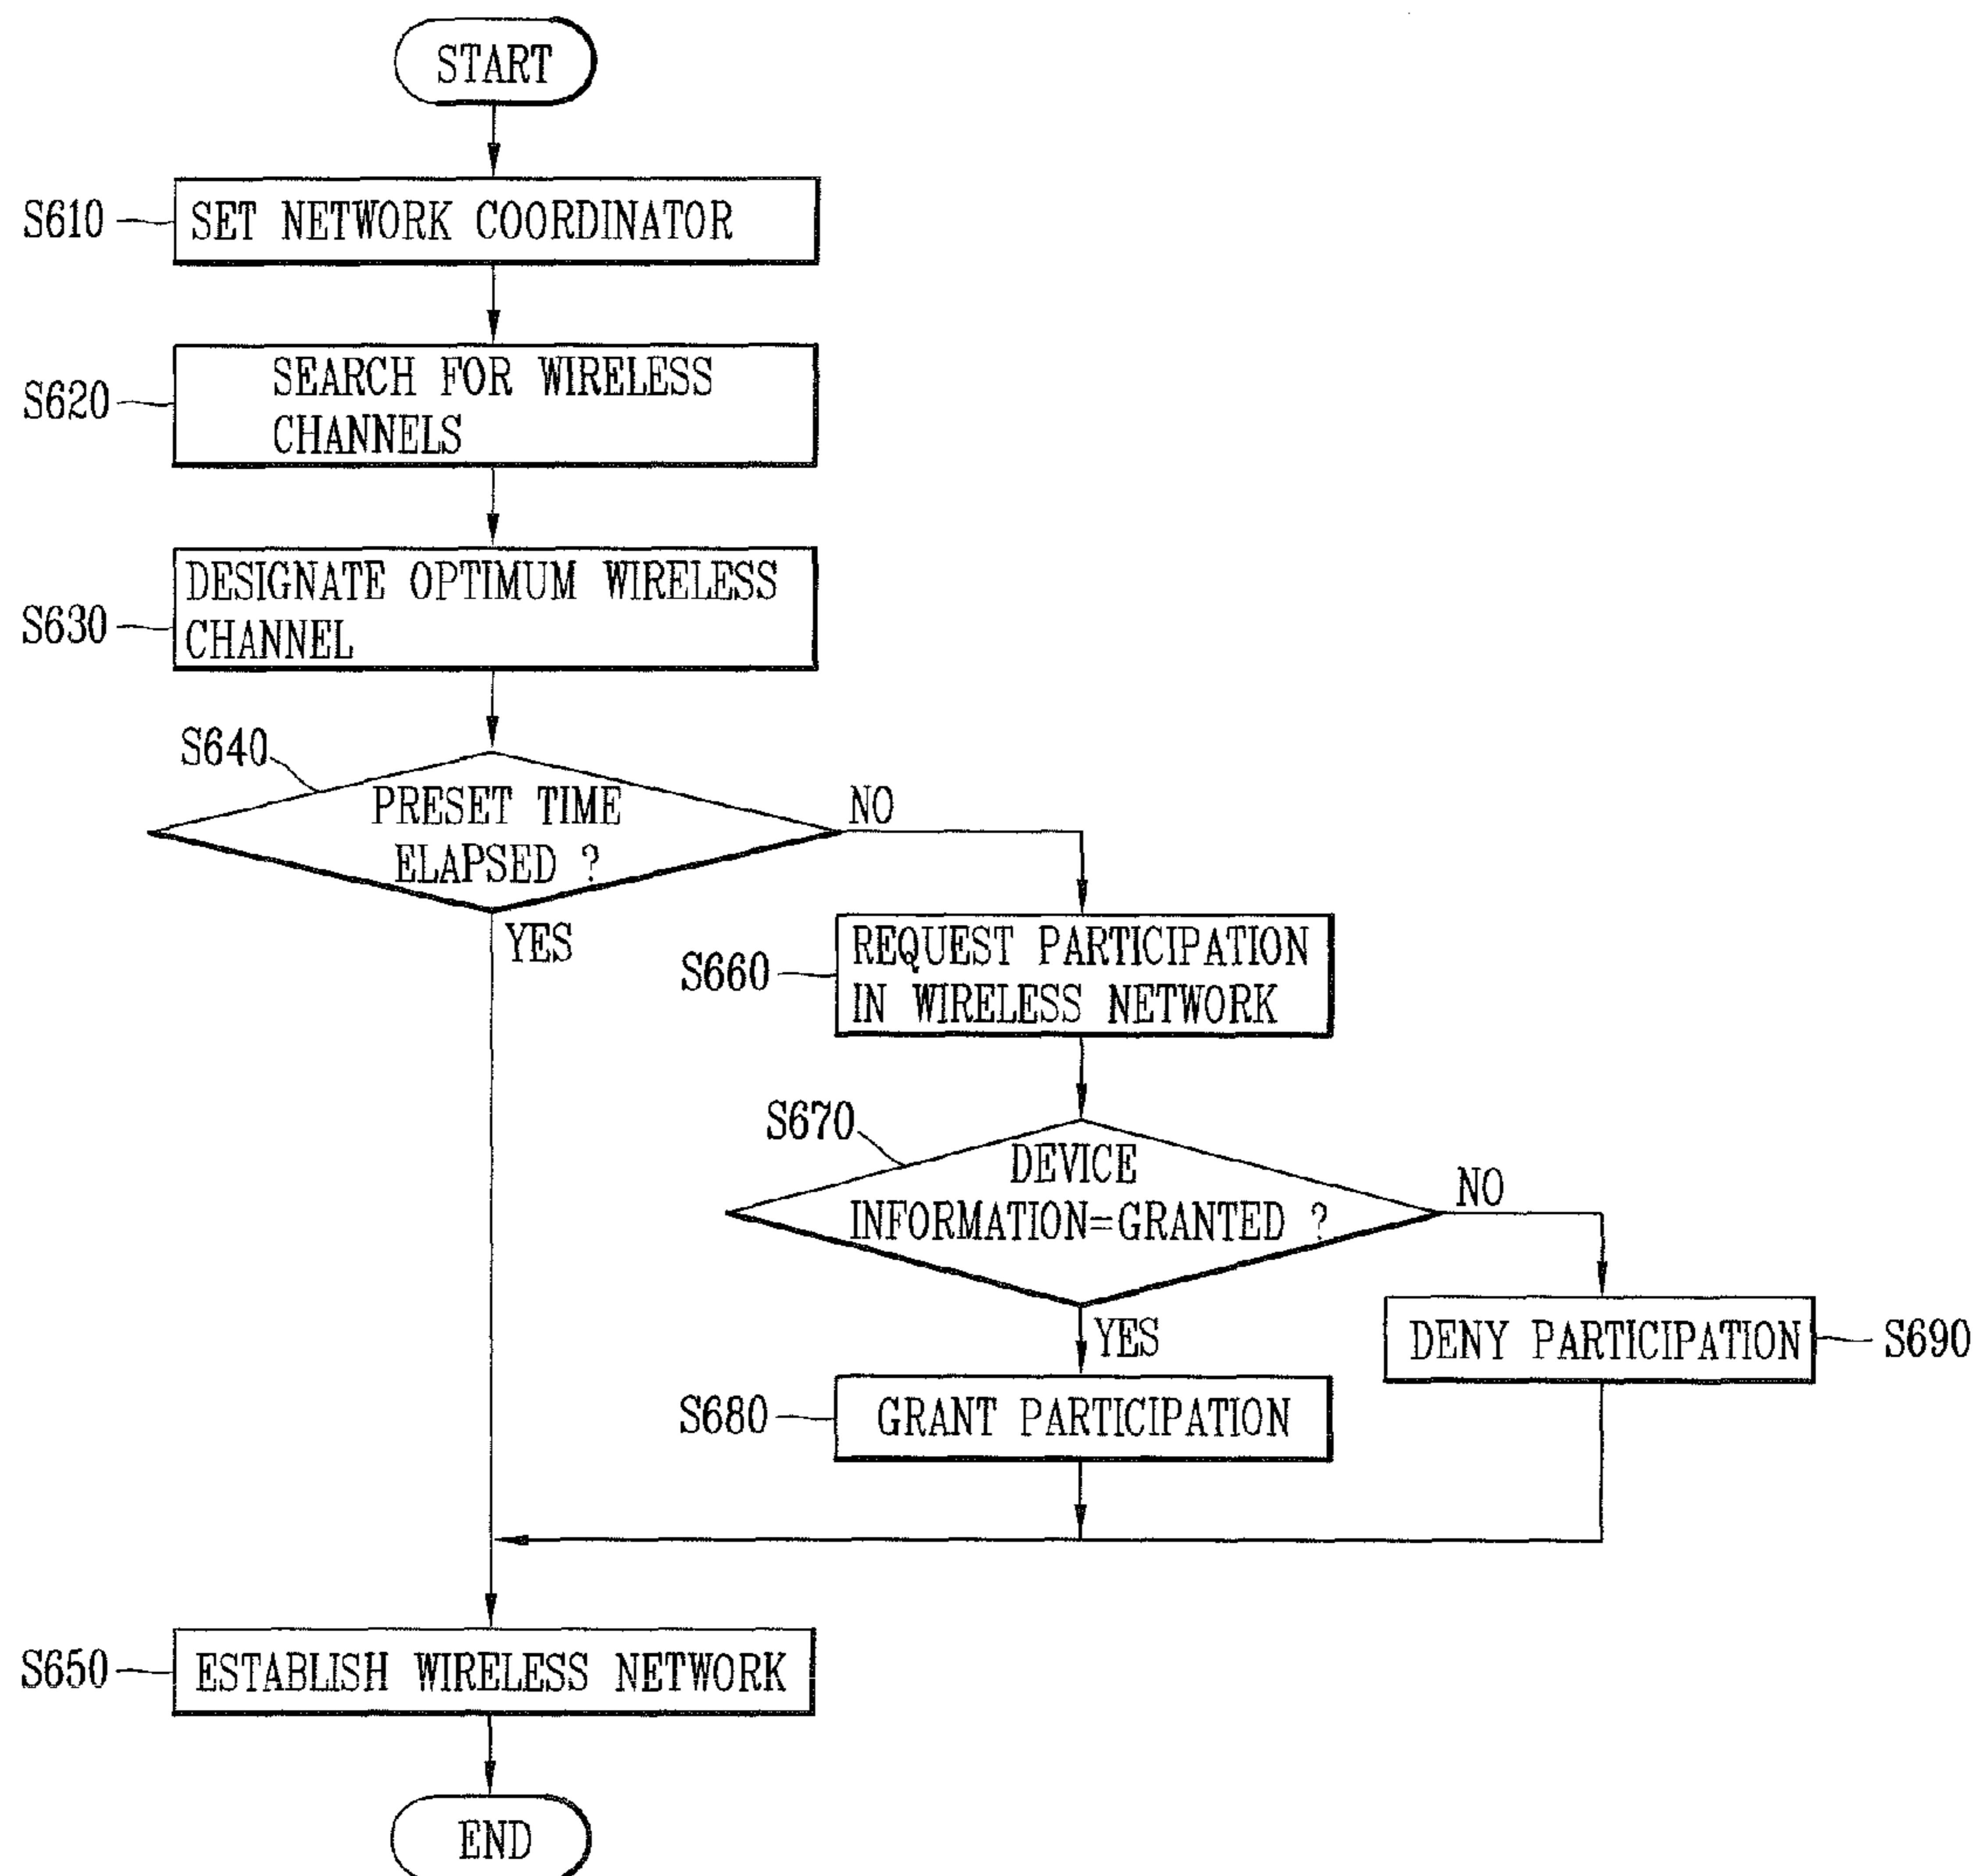 START
S610
SET NETWORK COORDINATOR
S620
SEARCH FOR WIRELESS
CHANNELS
S630
DESIGNATE OPTIMUM WIRELESS
CHANNEL
S640
PRESET TIME
ELAPSED ?
NO
YES
S660
REQUEST PARTICIPATION
IN WIRELESS NETWORK
S670
DEVICE
INFORMATION=GRANTED ?
NO
YES
DENY PARTICIPATION
S690
S680
GRANT PARTICIPATION
S650
ESTABLISH WIRELESS NETWORK
END